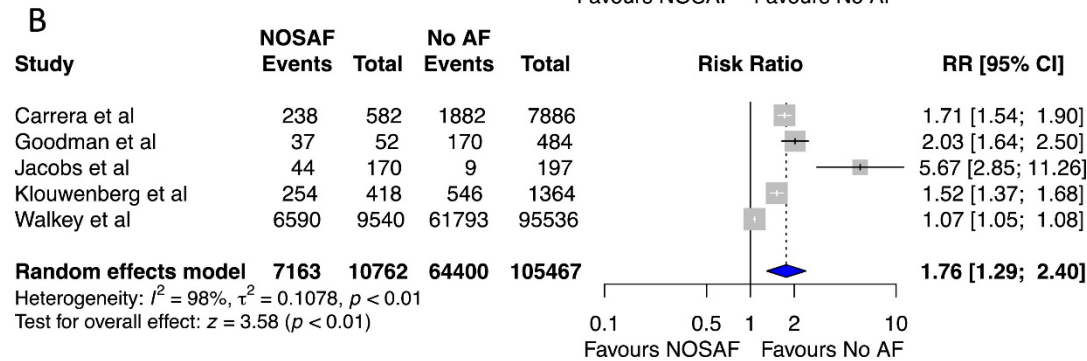 Favours NOSAF Favours No AF
B
NOSAF No AF
Study Events Total Events Total Risk Ratio RR [95% CI]
Carrera et al 238 582 1882 7886 1.71 [1.54; 1.90]
Goodman et al 37 52 170 484 2.03 [1.64; 2.50]
Jacobs et al 44 170 9 197 5.67 [2.85; 11.26]
Klouwenberg et al 254 418 546 1364 1.52 [1.37; 1.68]
Walkey et al 6590 9540 61793 95536 1.07 [1.05; 1.08]
Random effects model 7163 10762 64400 105467 1.76 [1.29; 2.40]
Heterogeneity: I² = 98%, τ² = 0.1078, p < 0.01
Test for overall effect: z = 3.58 (p < 0.01)
0.1 0.5 1 2 10
Favours NOSAF Favours No AF